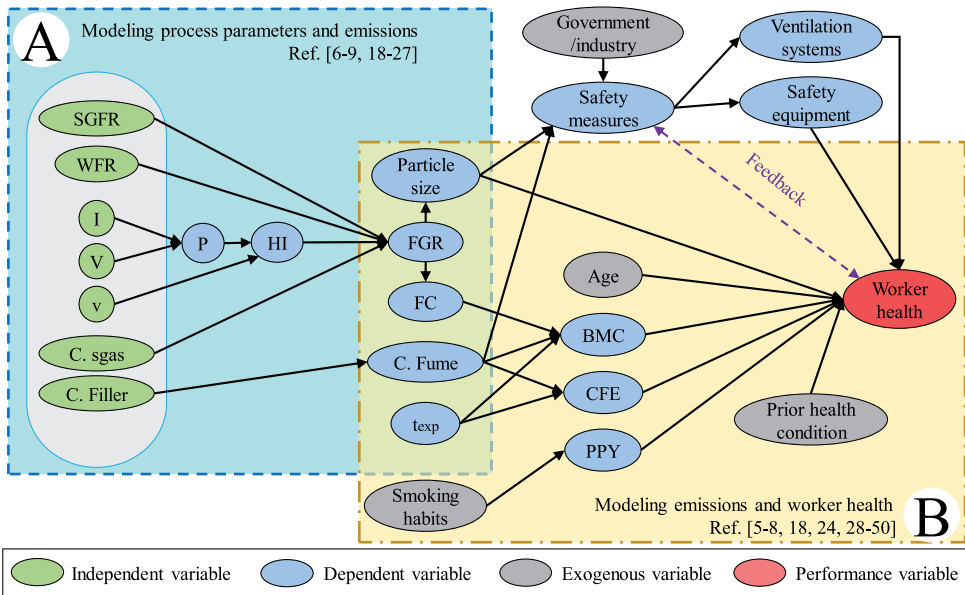 A
Modeling process parameters and emissions
Ref. [6-9, 18-27]
SGFR
WFR
I
V
v
P
HI
C. sgas
C. Filler
Particle
size
FGR
FC
C. Fume
texp
Smoking
habits
Government
/industry
Safety
measures
Ventilation
systems
Safety
equipment
Feedback
Age
BMC
CFE
PPY
Worker
health
Prior health
condition
Modeling emissions and worker health
Ref. [5-8, 18, 24, 28-50]
B
Independent variable
Dependent variable
Exogenous variable
Performance variable